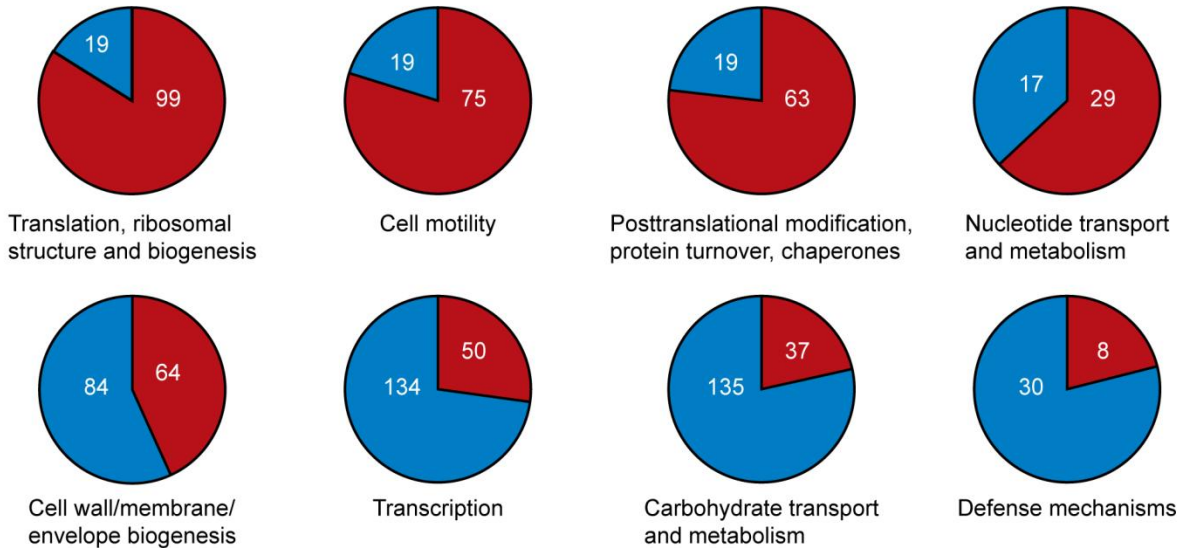 19
99
19
75
19
63
17
29
Translation, ribosomal
structure and biogenesis
Cell motility
Posttranslational modification,
protein turnover, chaperones
Nucleotide transport
and metabolism
84
64
50
134
37
135
8
30
Cell wall/membrane/
envelope biogenesis
Transcription
Carbohydrate transport
and metabolism
Defense mechanisms